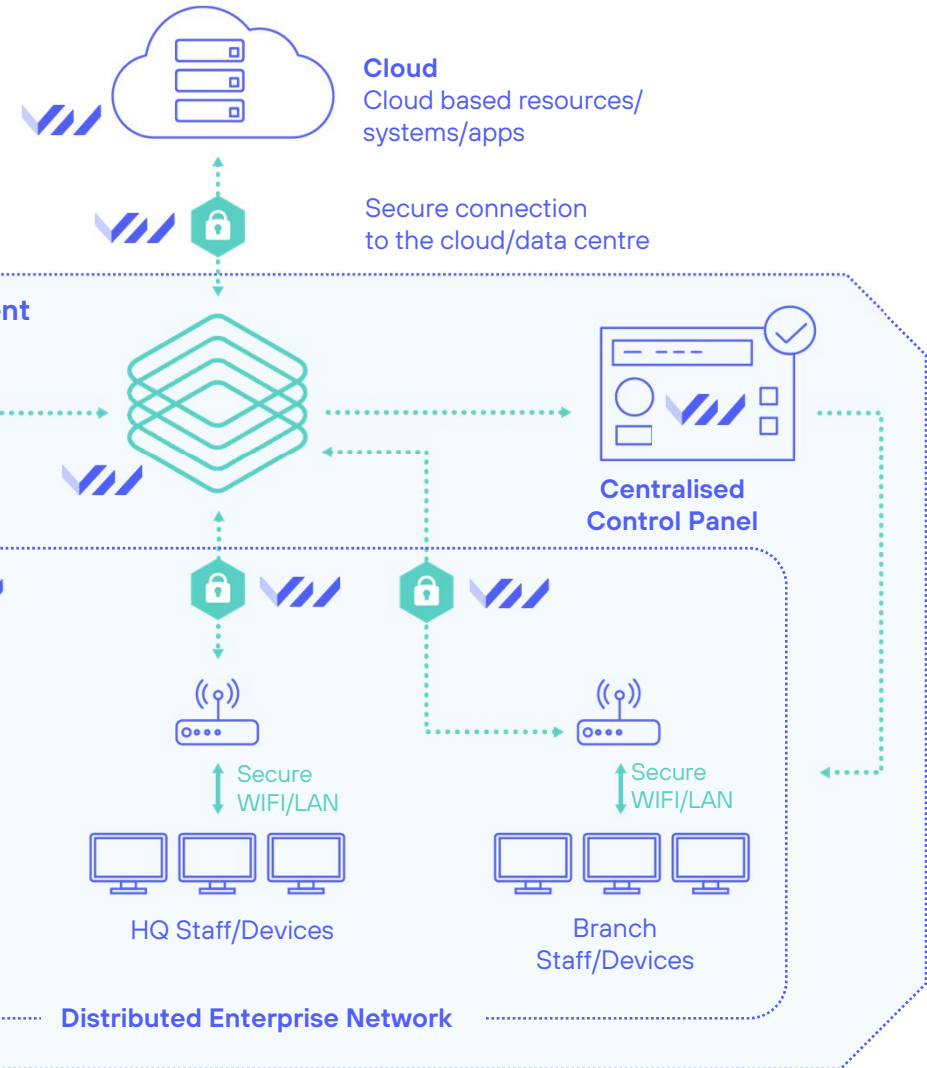 Cloud
Cloud based resources/
systems/apps
Secure connection
to the cloud/data centre
Centralised
Control Panel
Secure
WIFI/LAN
Secure
WIFI/LAN
HQ Staff/Devices
Branch
Staff/Devices
Distributed Enterprise Network